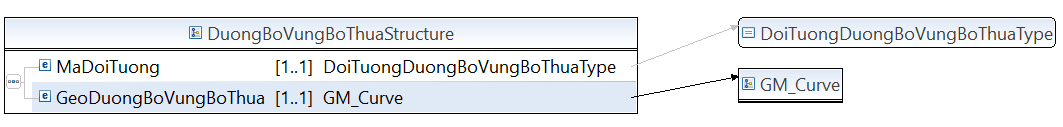 DuongBoVungBoThuaStructure
MaDoiTuong [1..1] DoiTuongDuongBoVungBoThuaType
GeoDuongBoVungBoThua [1..1] GM_Curve
DoiTuongDuongBoVungBoThuaType
GM_Curve